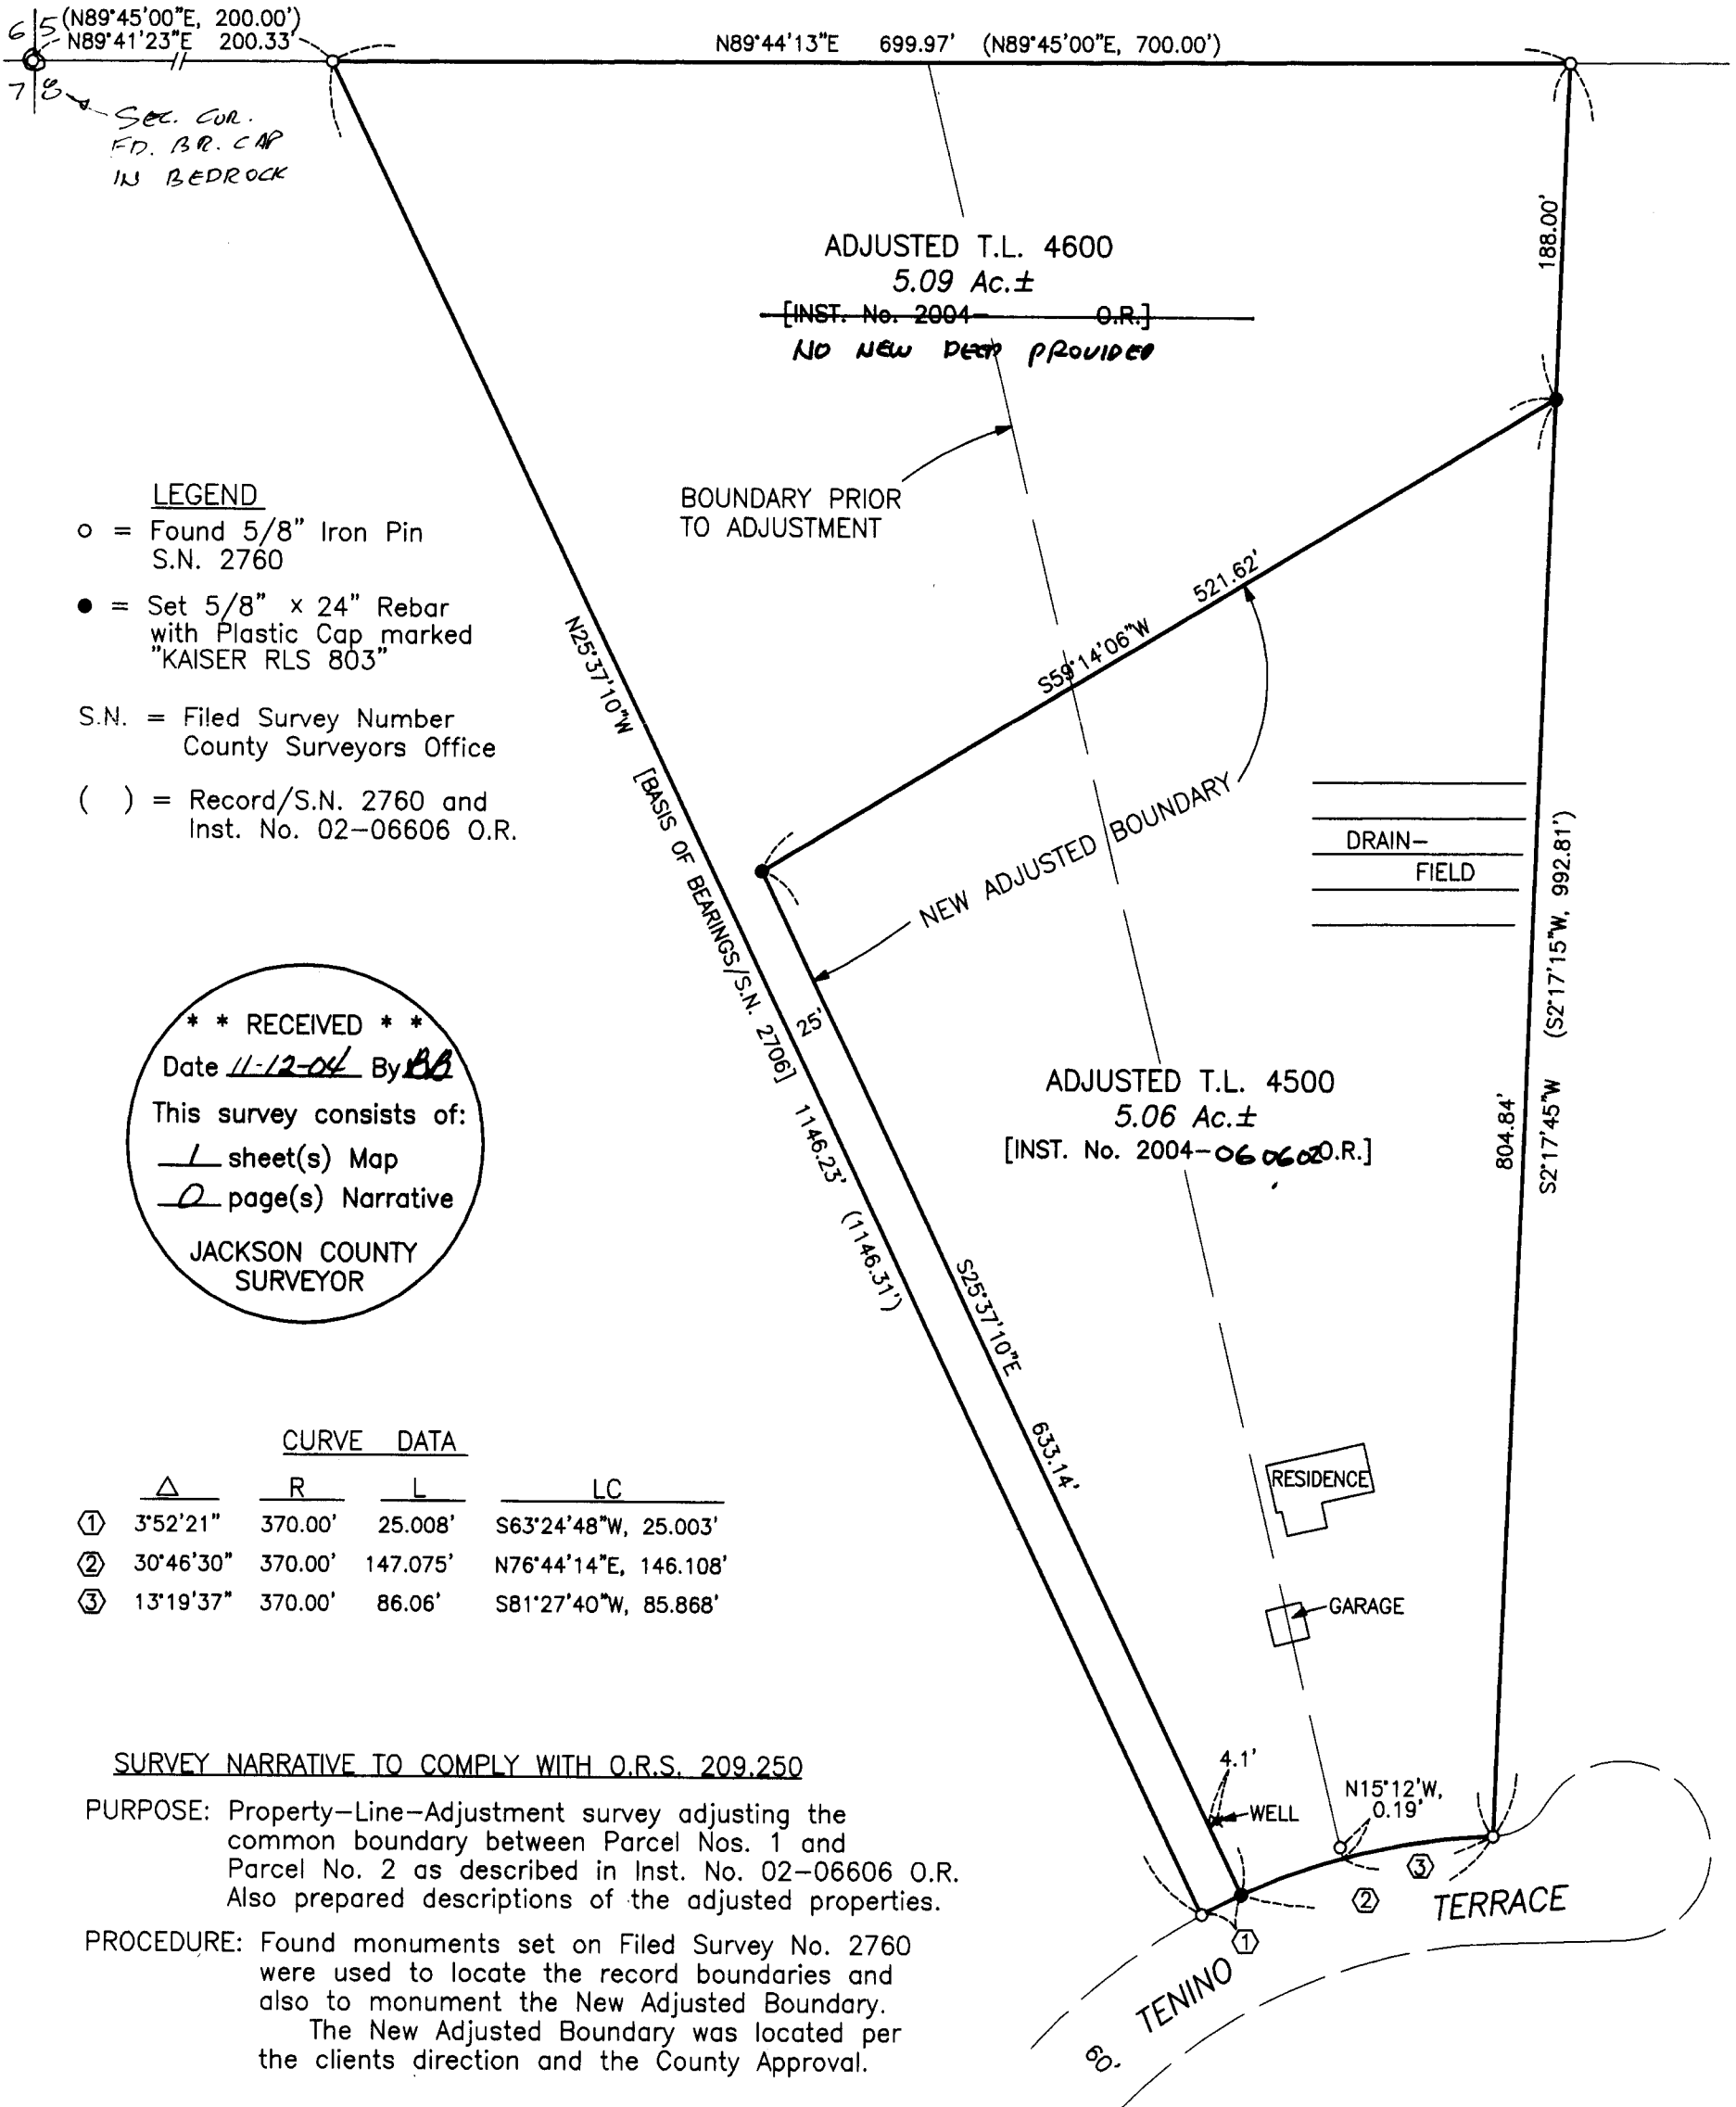 6 5 (N89°45'00"E, 200.00')
N89°41'23"E 200.33'
7 8
SEC. COR.
FD. BR. CAP
IN BEDROCK
N89°44'13"E 699.97' (N89°45'00"E, 700.00')
188.00'
ADJUSTED T.L. 4600
5.09 Ac.±
[INST. No. 2004- O.R.]
NO NEW DEED PROVIDED
BOUNDARY PRIOR
TO ADJUSTMENT
LEGEND
o = Found 5/8" Iron Pin
S.N. 2760
● = Set 5/8" x 24" Rebar
with Plastic Cap marked
"KAISER RLS 803"
S.N. = Filed Survey Number
County Surveyors Office
( ) = Record/S.N. 2760 and
Inst. No. 02-06606 O.R.
521.62'
S59°14'06"W
N25°37'10"W [BASIS OF BEARINGS/S.N. 2706] 1146.23' (1146.31')
NEW ADJUSTED BOUNDARY
25'
DRAIN-
FIELD
804.84'
S2°17'45"W (S2°17'15"W, 992.81')
ADJUSTED T.L. 4500
5.06 Ac.±
[INST. No. 2004-060602 O.R.]
* * RECEIVED * *
Date 11-12-04 By BB
This survey consists of:
1 sheet(s) Map
0 page(s) Narrative
JACKSON COUNTY
SURVEYOR
S25°37'10"E 633.14'
CURVE DATA
△ R L LC
1 3°52'21" 370.00' 25.008' S63°24'48"W, 25.003'
2 30°46'30" 370.00' 147.075' N76°44'14"E, 146.108'
3 13°19'37" 370.00' 86.06' S81°27'40"W, 85.868'
RESIDENCE
GARAGE
4.1'
WELL
N15°12'W,
0.19'
3
2
1
TENINO TERRACE
60'
SURVEY NARRATIVE TO COMPLY WITH O.R.S. 209.250
PURPOSE: Property-Line-Adjustment survey adjusting the
common boundary between Parcel Nos. 1 and
Parcel No. 2 as described in Inst. No. 02-06606 O.R.
Also prepared descriptions of the adjusted properties.
PROCEDURE: Found monuments set on Filed Survey No. 2760
were used to locate the record boundaries and
also to monument the New Adjusted Boundary.
The New Adjusted Boundary was located per
the clients direction and the County Approval.